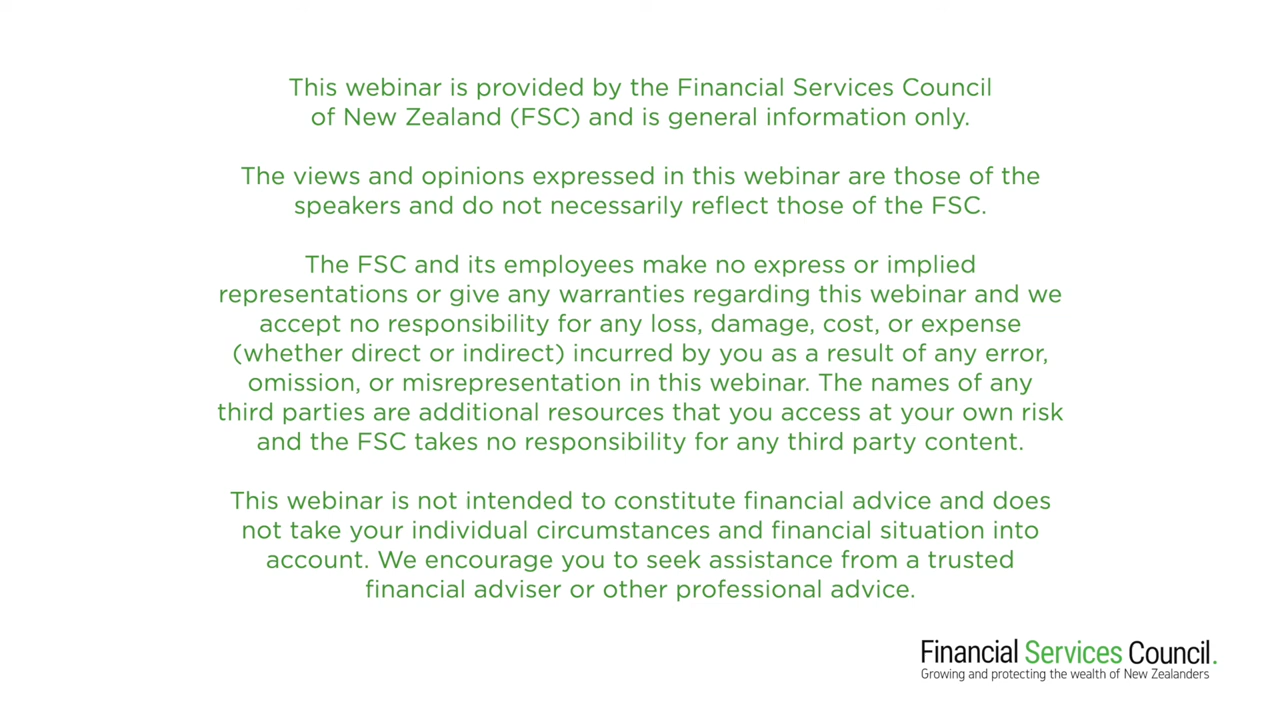 This webinar is provided by the Financial Services Council
of New Zealand (FSC) and is general information only.
The views and opinions expressed in this webinar are those of the
speakers and do not necessarily reflect those of the FSC.
The FSC and its employees make no express or implied
representations or give any warranties regarding this webinar and we
accept no responsibility for any loss, damage, cost, or expense
(whether direct or indirect) incurred by you as a result of any error,
omission, or misrepresentation in this webinar. The names of any
third parties are additional resources that you access at your own risk
and the FSC takes no responsibility for any third party content.
This webinar is not intended to constitute financial advice and does
not take your individual circumstances and financial situation into
account. We encourage you to seek assistance from a trusted
financial adviser or other professional advice.
Financial Services Council.
Growing and protecting the wealth of New Zealanders